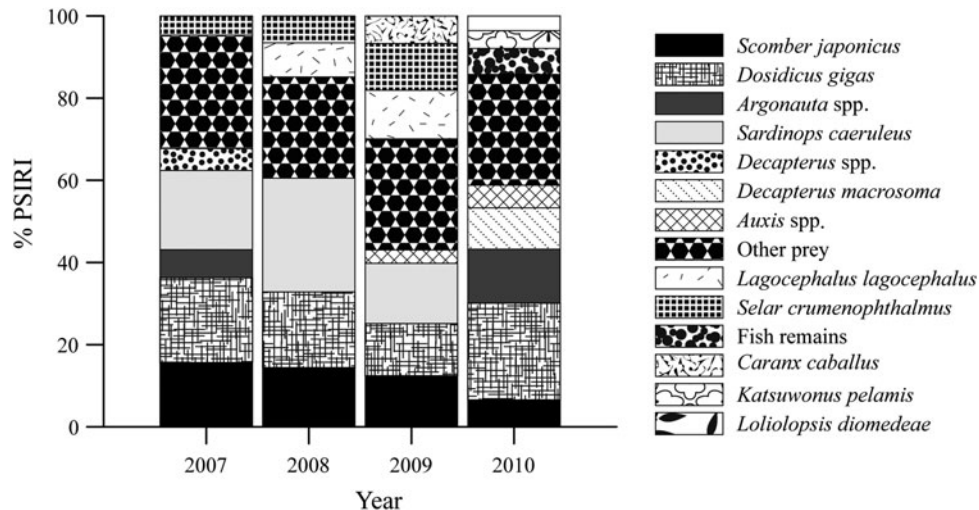 % PSIRI
100
80
60
40
20
0
2007
2008
2009
2010
Year
Scomber japonicus
Dosidicus gigas
Argonauta spp.
Sardinops caeruleus
Decapterus spp.
Decapterus macrosoma
Auxis spp.
Other prey
Lagocephalus lagocephalus
Selar crumenophthalmus
Fish remains
Caranx caballus
Katsuwonus pelamis
Loliolopsis diomedeae